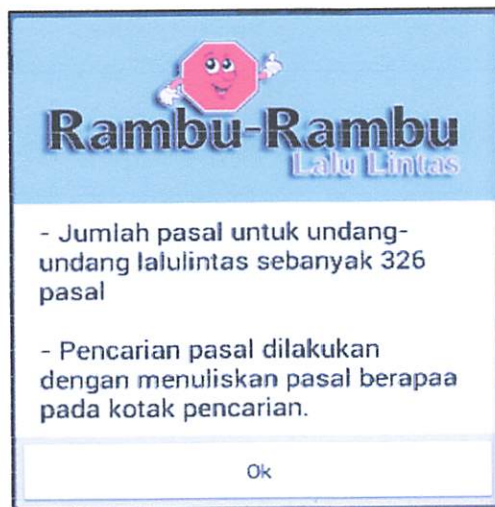 Rambu-Rambu
Lalu Lintas
- Jumlah pasal untuk undang-
undang lalulintas sebanyak 326
pasal
- Pencarian pasal dilakukan
dengan menuliskan pasal berapaa
pada kotak pencarian.
Ok